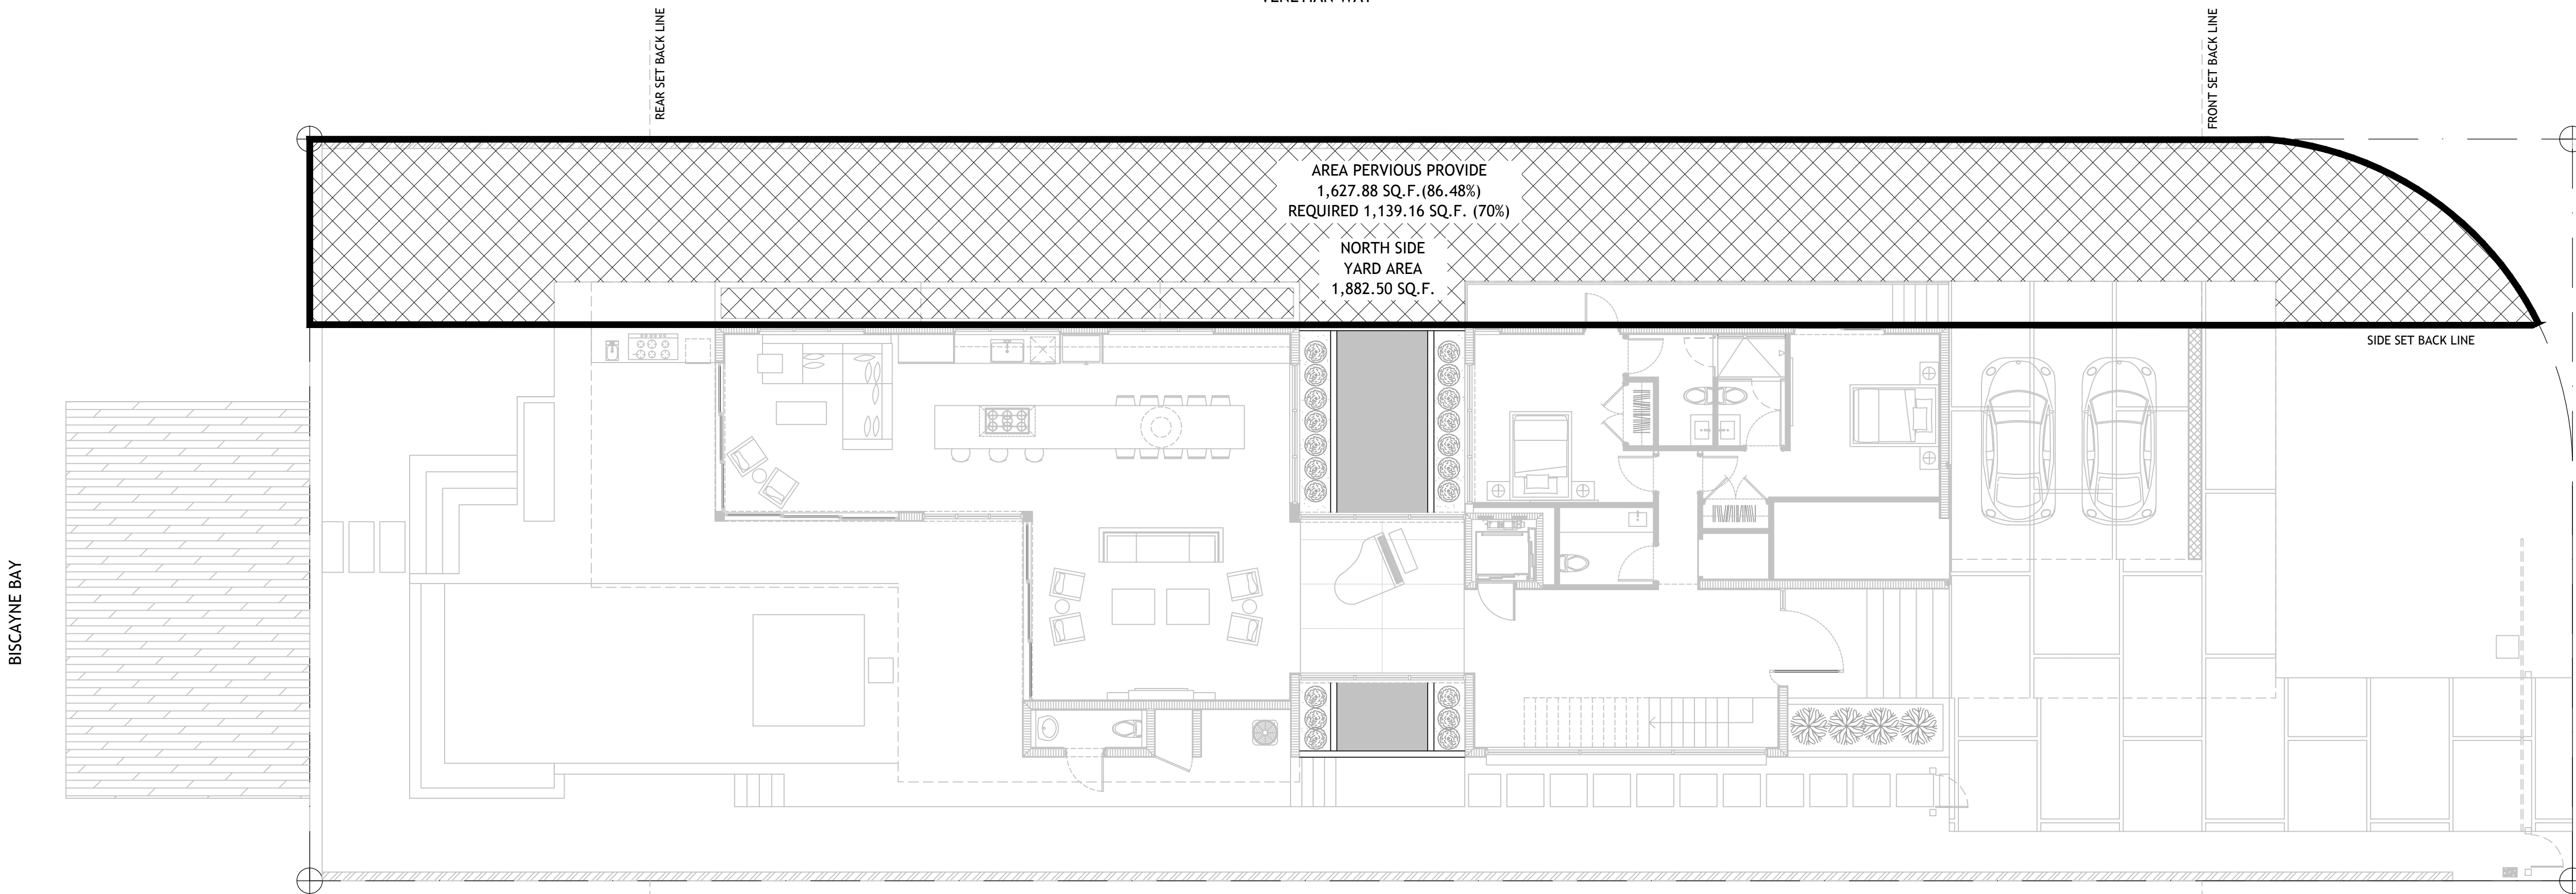 REAR SET BACK LINE
FRONT SET BACK LINE
AREA PERVIOUS PROVIDE
1,627.88 SQ.F.(86.48%)
REQUIRED 1,139.16 SQ.F. (70%)
NORTH SIDE
YARD AREA
1,882.50 SQ.F.
SIDE SET BACK LINE
BISCAYNE BAY